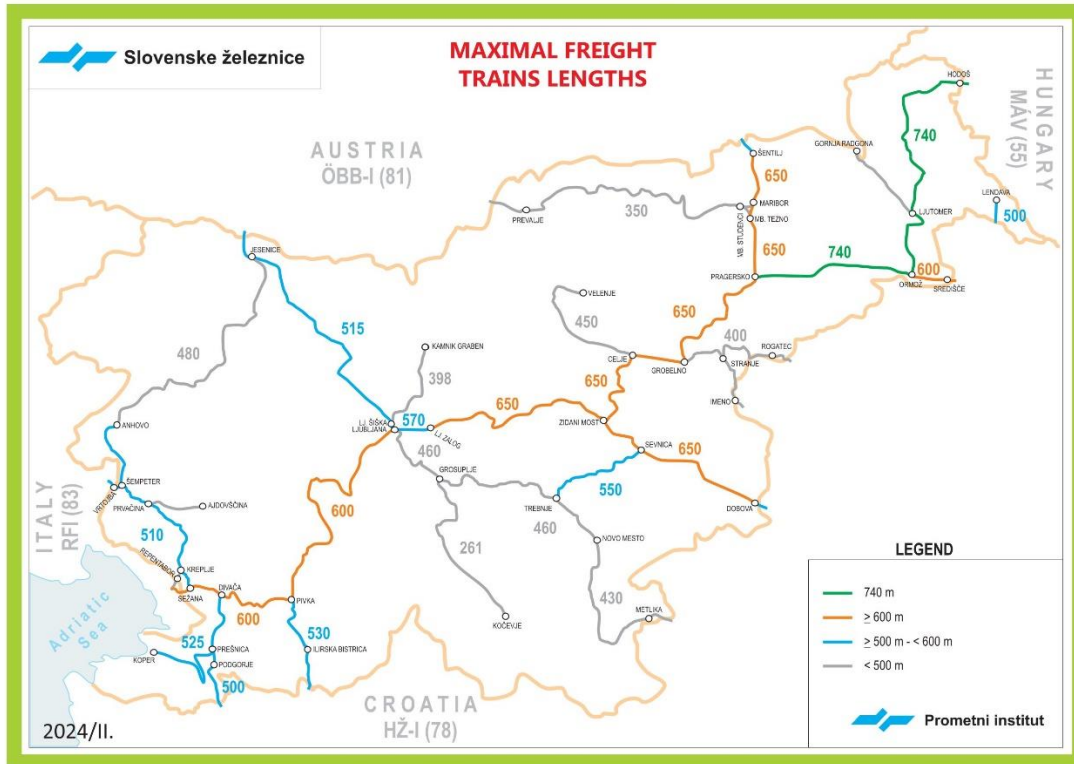 Slovenske železnice
MAXIMAL FREIGHT
TRAINS LENGTHS
AUSTRIA
ÖBB-I (81)
HUNGARY
MÁV (55)
HODOŠ
740
GORNJA RADGONA
ŠENTILJ
650
LENDAVA
500
PREVALJE
350
MB. STUDENCI
MARIBOR
MB. TEZNO
LJUTOMER
650
740
PRAGERSKO
ORMOŽ
600
SREDIŠČE
JESENICE
VELENJE
450
650
515
480
KAMNIK GRABEN
398
CELJE
GROBELNO
400
STRANJE
ROGATEC
650
IMENO
ANHOVO
LJ. ŠIŠKA
LJUBLJANA
570
LJ. ZALOG
650
ZIDANI MOST
460
SEVNICA
650
GROSUPLJE
550
ITALY
RFI (83)
ŠEMPETER
VRTOJBA
PRVAČINA
AJDOVŠČINA
600
TREBNJE
460
DOBOVA
510
261
NOVO MESTO
REPENTABOR
KREPLJE
SEŽANA
DIVAČA
600
PIVKA
430
METLIKA
KOČEVJE
Adriatic
Sea
525
530
PREŠNICA
ILIRSKA BISTRICA
KOPER
PODGORJE
500
CROATIA
HŽ-I (78)
LEGEND
740 m
≥ 600 m
≥ 500 m - < 600 m
< 500 m
2024/II.
Prometni institut